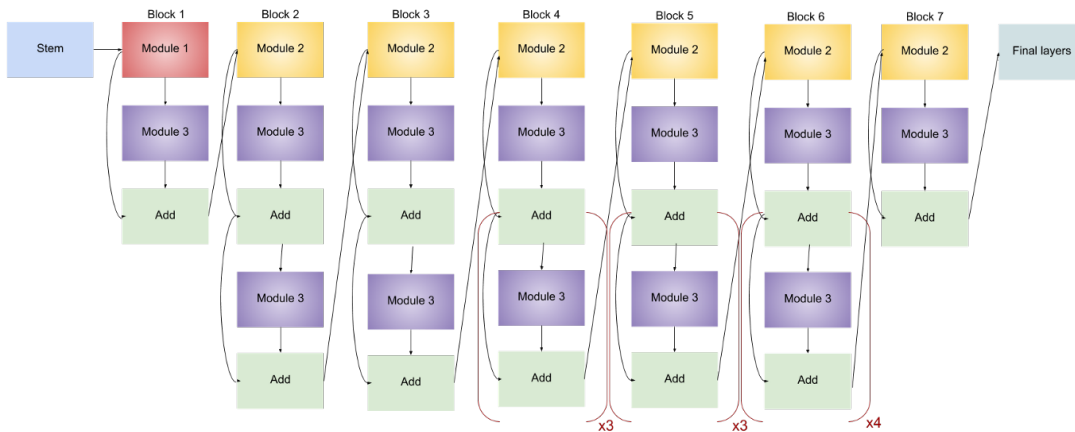 Block 1
Block 2
Block 3
Block 4
Block 5
Block 6
Block 7
Stem
Module 1
Module 2
Module 2
Module 2
Module 2
Module 2
Module 2
Final layers
Module 3
Module 3
Module 3
Module 3
Module 3
Module 3
Module 3
Add
Add
Add
Add
Add
Add
Add
Module 3
Module 3
Module 3
Module 3
Module 3
Add
Add
Add
Add
Add
x3
x3
x4